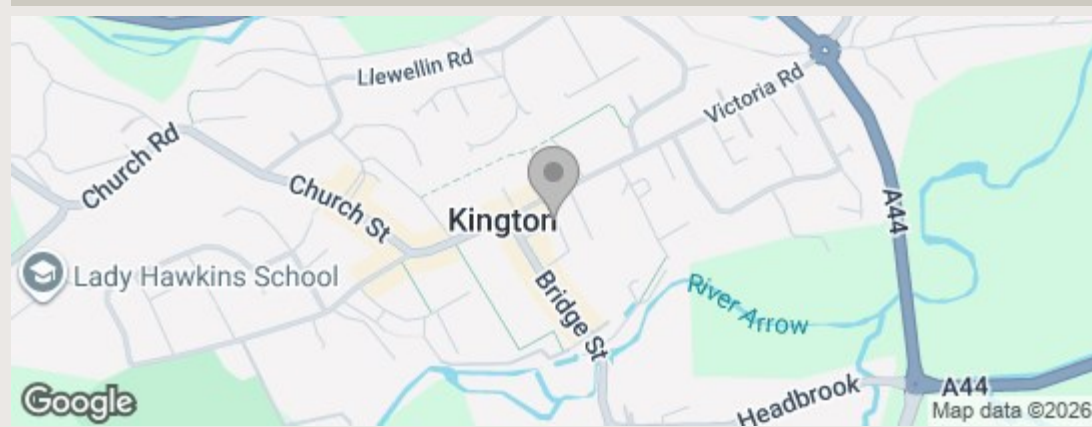 Llewellin Rd
Victoria Rd
Church Rd
Church St
Kington
A44
Lady Hawkins School
Bridge St
River Arrow
Headbrook
A44
Google
Map data ©2026